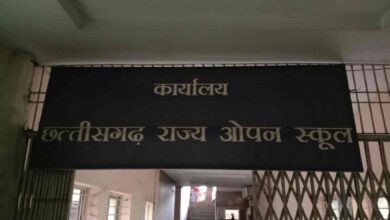 कार्यालय
छत्तीसगढ़ राज्य ओपन स्कूल